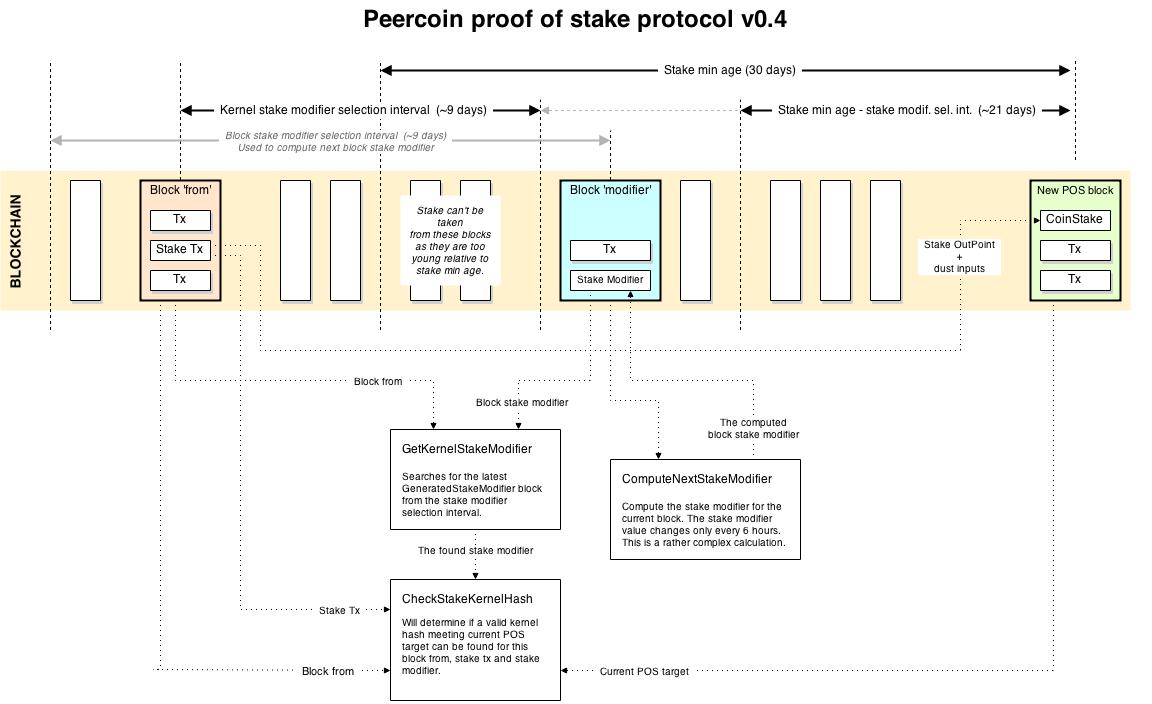 Peercoin proof of stake protocol v0.4
Stake min age (30 days)
Kernel stake modifier selection interval (~9 days)
Stake min age - stake modif. sel. int. (~21 days)
Block stake modifier selection interval (~9 days)
Used to compute next block stake modifier
BLOCKCHAIN
Block 'from'
Tx
Stake Tx
Tx
Stake can't be
taken
from these blocks
as they are too
young relative to
stake min age.
Block 'modifier'
Tx
Stake Modifier
Stake OutPoint
+
dust inputs
New POS block
CoinStake
Tx
Tx
Block from
Block stake modifier
The computed
block stake modifier
GetKernelStakeModifier
Searches for the latest
GeneratedStakeModifier block
from the stake modifier
selection interval.
ComputeNextStakeModifier
Compute the stake modifier for the
current block. The stake modifier
value changes only every 6 hours.
This is a rather complex calculation.
The found stake modifier
CheckStakeKernelHash
Will determine if a valid kernel
hash meeting current POS
target can be found for this
block from, stake tx and stake
modifier.
Stake Tx
Block from
Current POS target